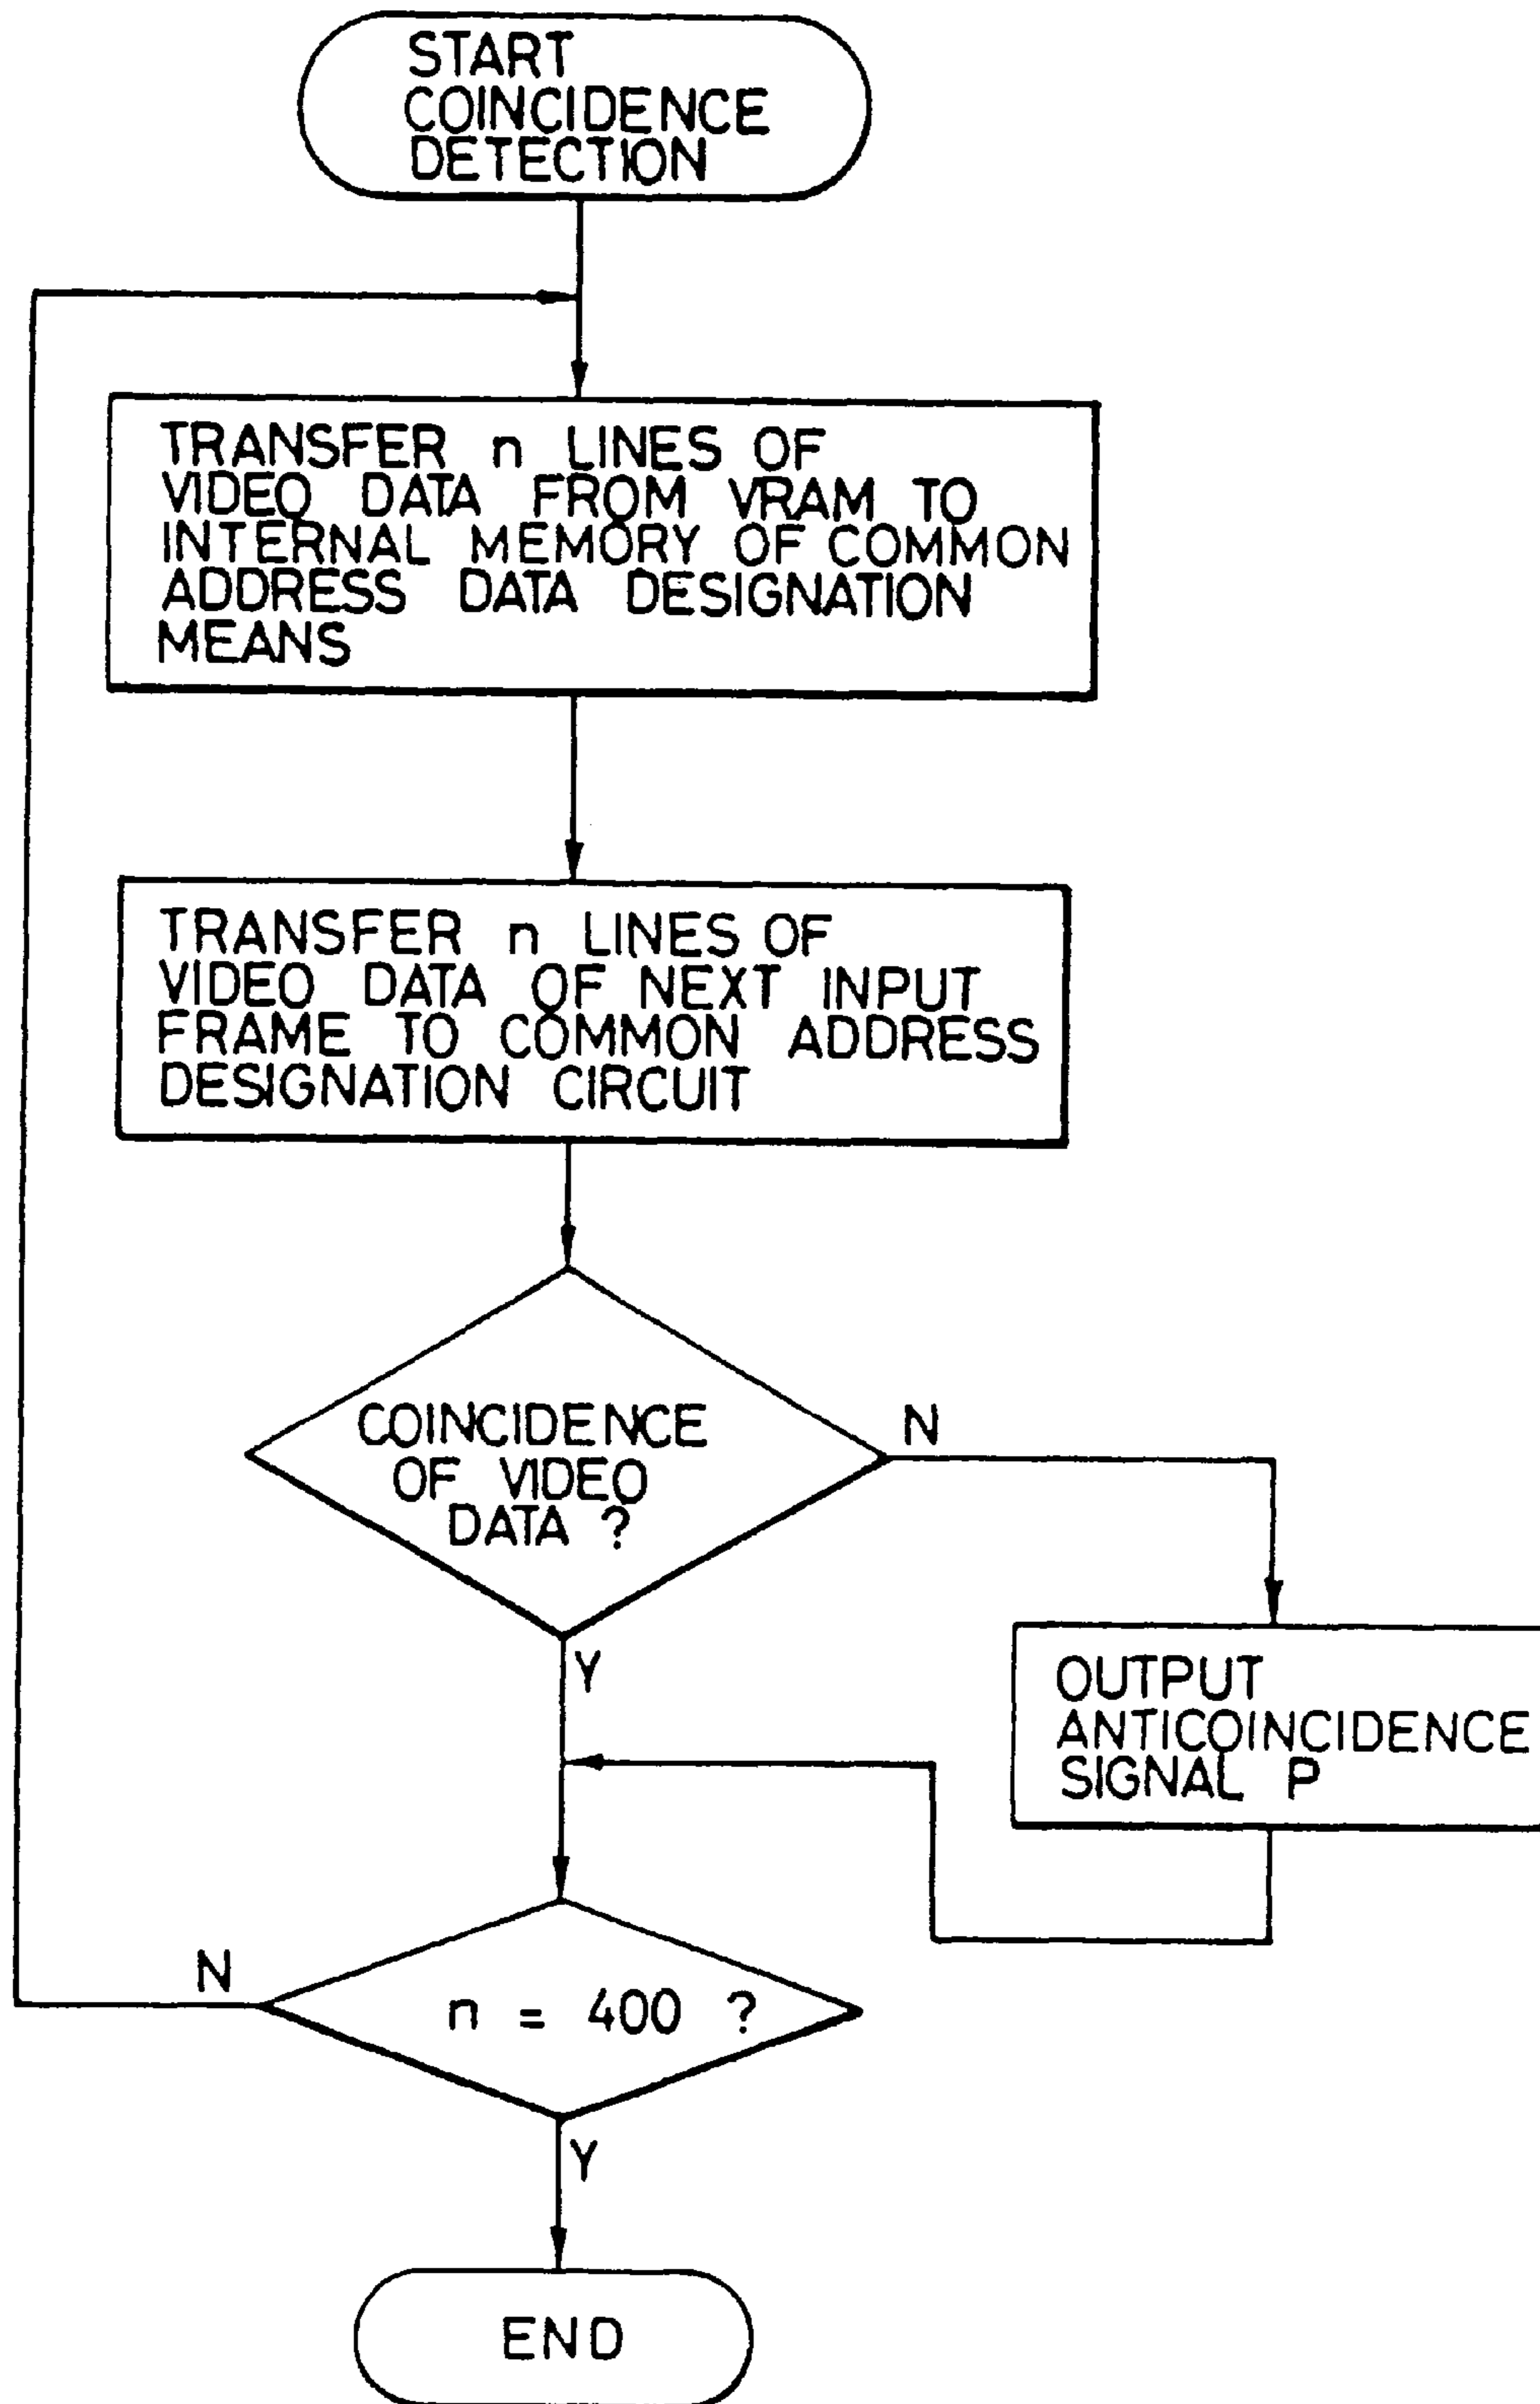 START
COINCIDENCE
DETECTION
TRANSFER n LINES OF
VIDEO DATA FROM VRAM TO
INTERNAL MEMORY OF COMMON
ADDRESS DATA DESIGNATION
MEANS
TRANSFER n LINES OF
VIDEO DATA OF NEXT INPUT
FRAME TO COMMON ADDRESS
DESIGNATION CIRCUIT
COINCIDENCE
OF VIDEO
DATA ?
N
Y
OUTPUT
ANTICOINCIDENCE
SIGNAL P
N
n = 400 ?
Y
END